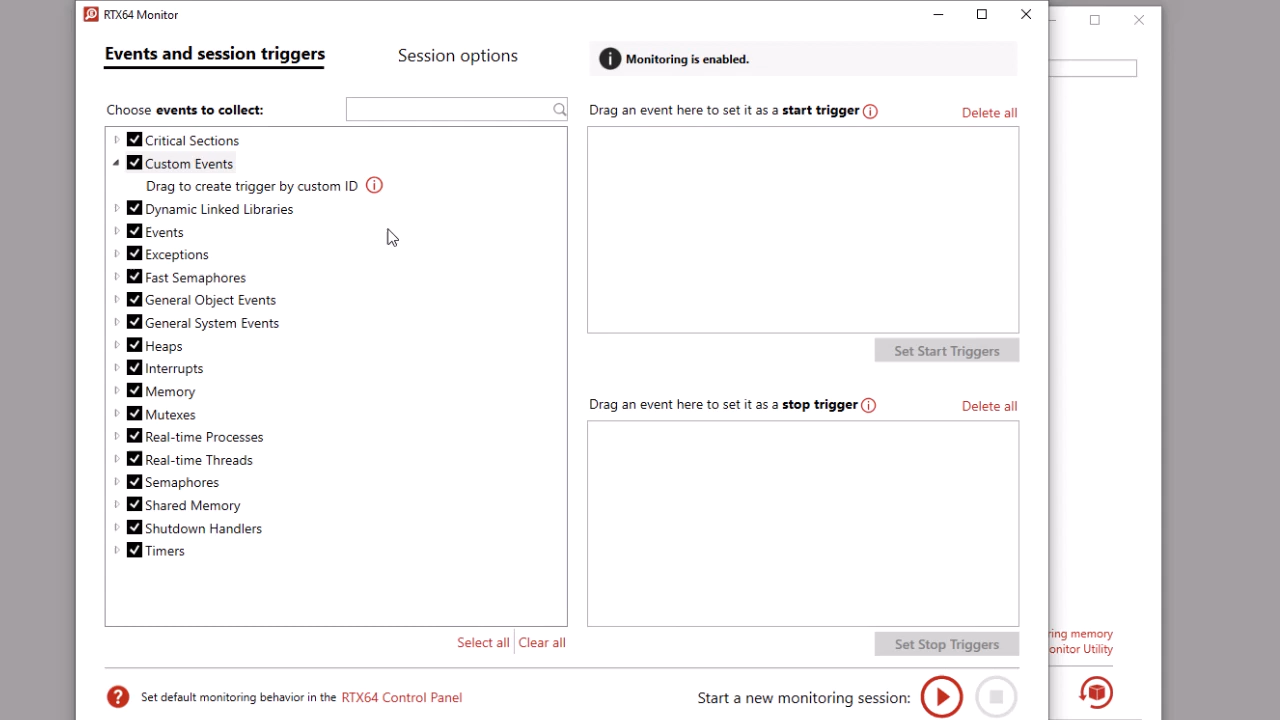 RTX64 Monitor
Events and session triggers
Session options
Monitoring is enabled.
Choose events to collect:
Critical Sections
Custom Events
Drag to create trigger by custom ID
Dynamic Linked Libraries
Events
Exceptions
Fast Semaphores
General Object Events
General System Events
Heaps
Interrupts
Memory
Mutexes
Real-time Processes
Real-time Threads
Semaphores
Shared Memory
Shutdown Handlers
Timers
Select all
Clear all
Drag an event here to set it as a start trigger
Delete all
Set Start Triggers
Drag an event here to set it as a stop trigger
Delete all
Set Stop Triggers
? Set default monitoring behavior in the RTX64 Control Panel
Start a new monitoring session:
ring memory
onitor Utility